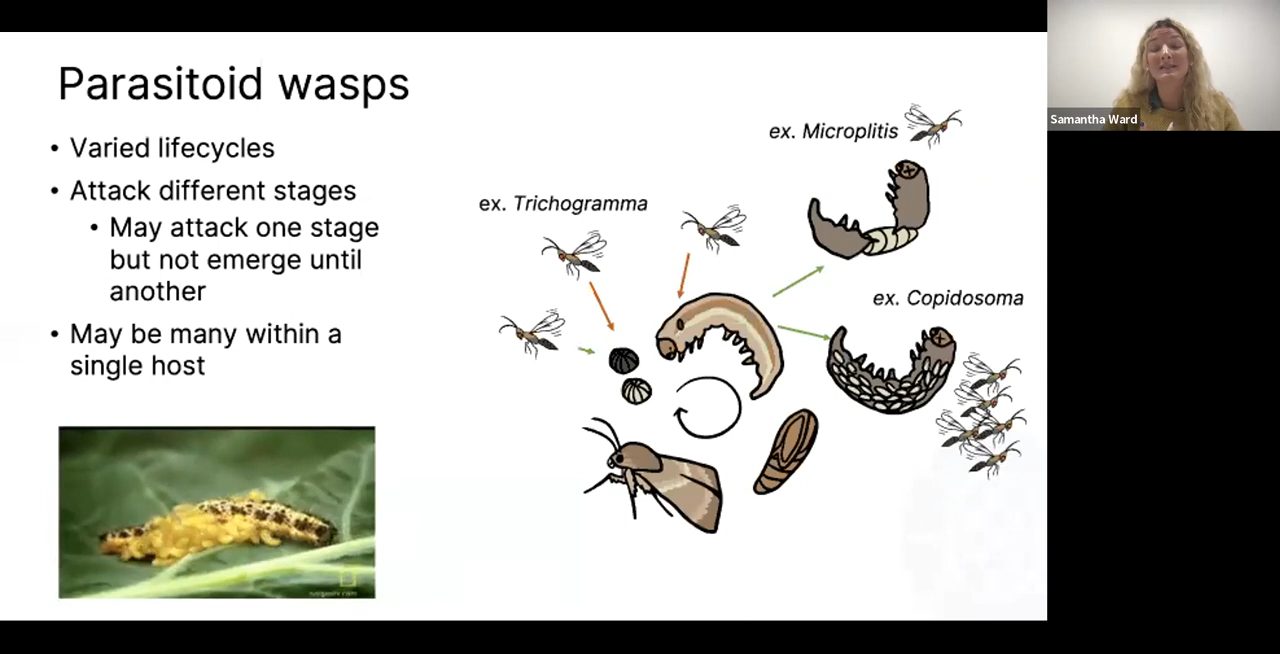 Parasitoid wasps
• Varied lifecycles
• Attack different stages
• May attack one stage
but not emerge until
another
• May be many within a
single host
ex. Trichogramma
ex. Microplitis
ex. Copidosoma
Samantha Ward